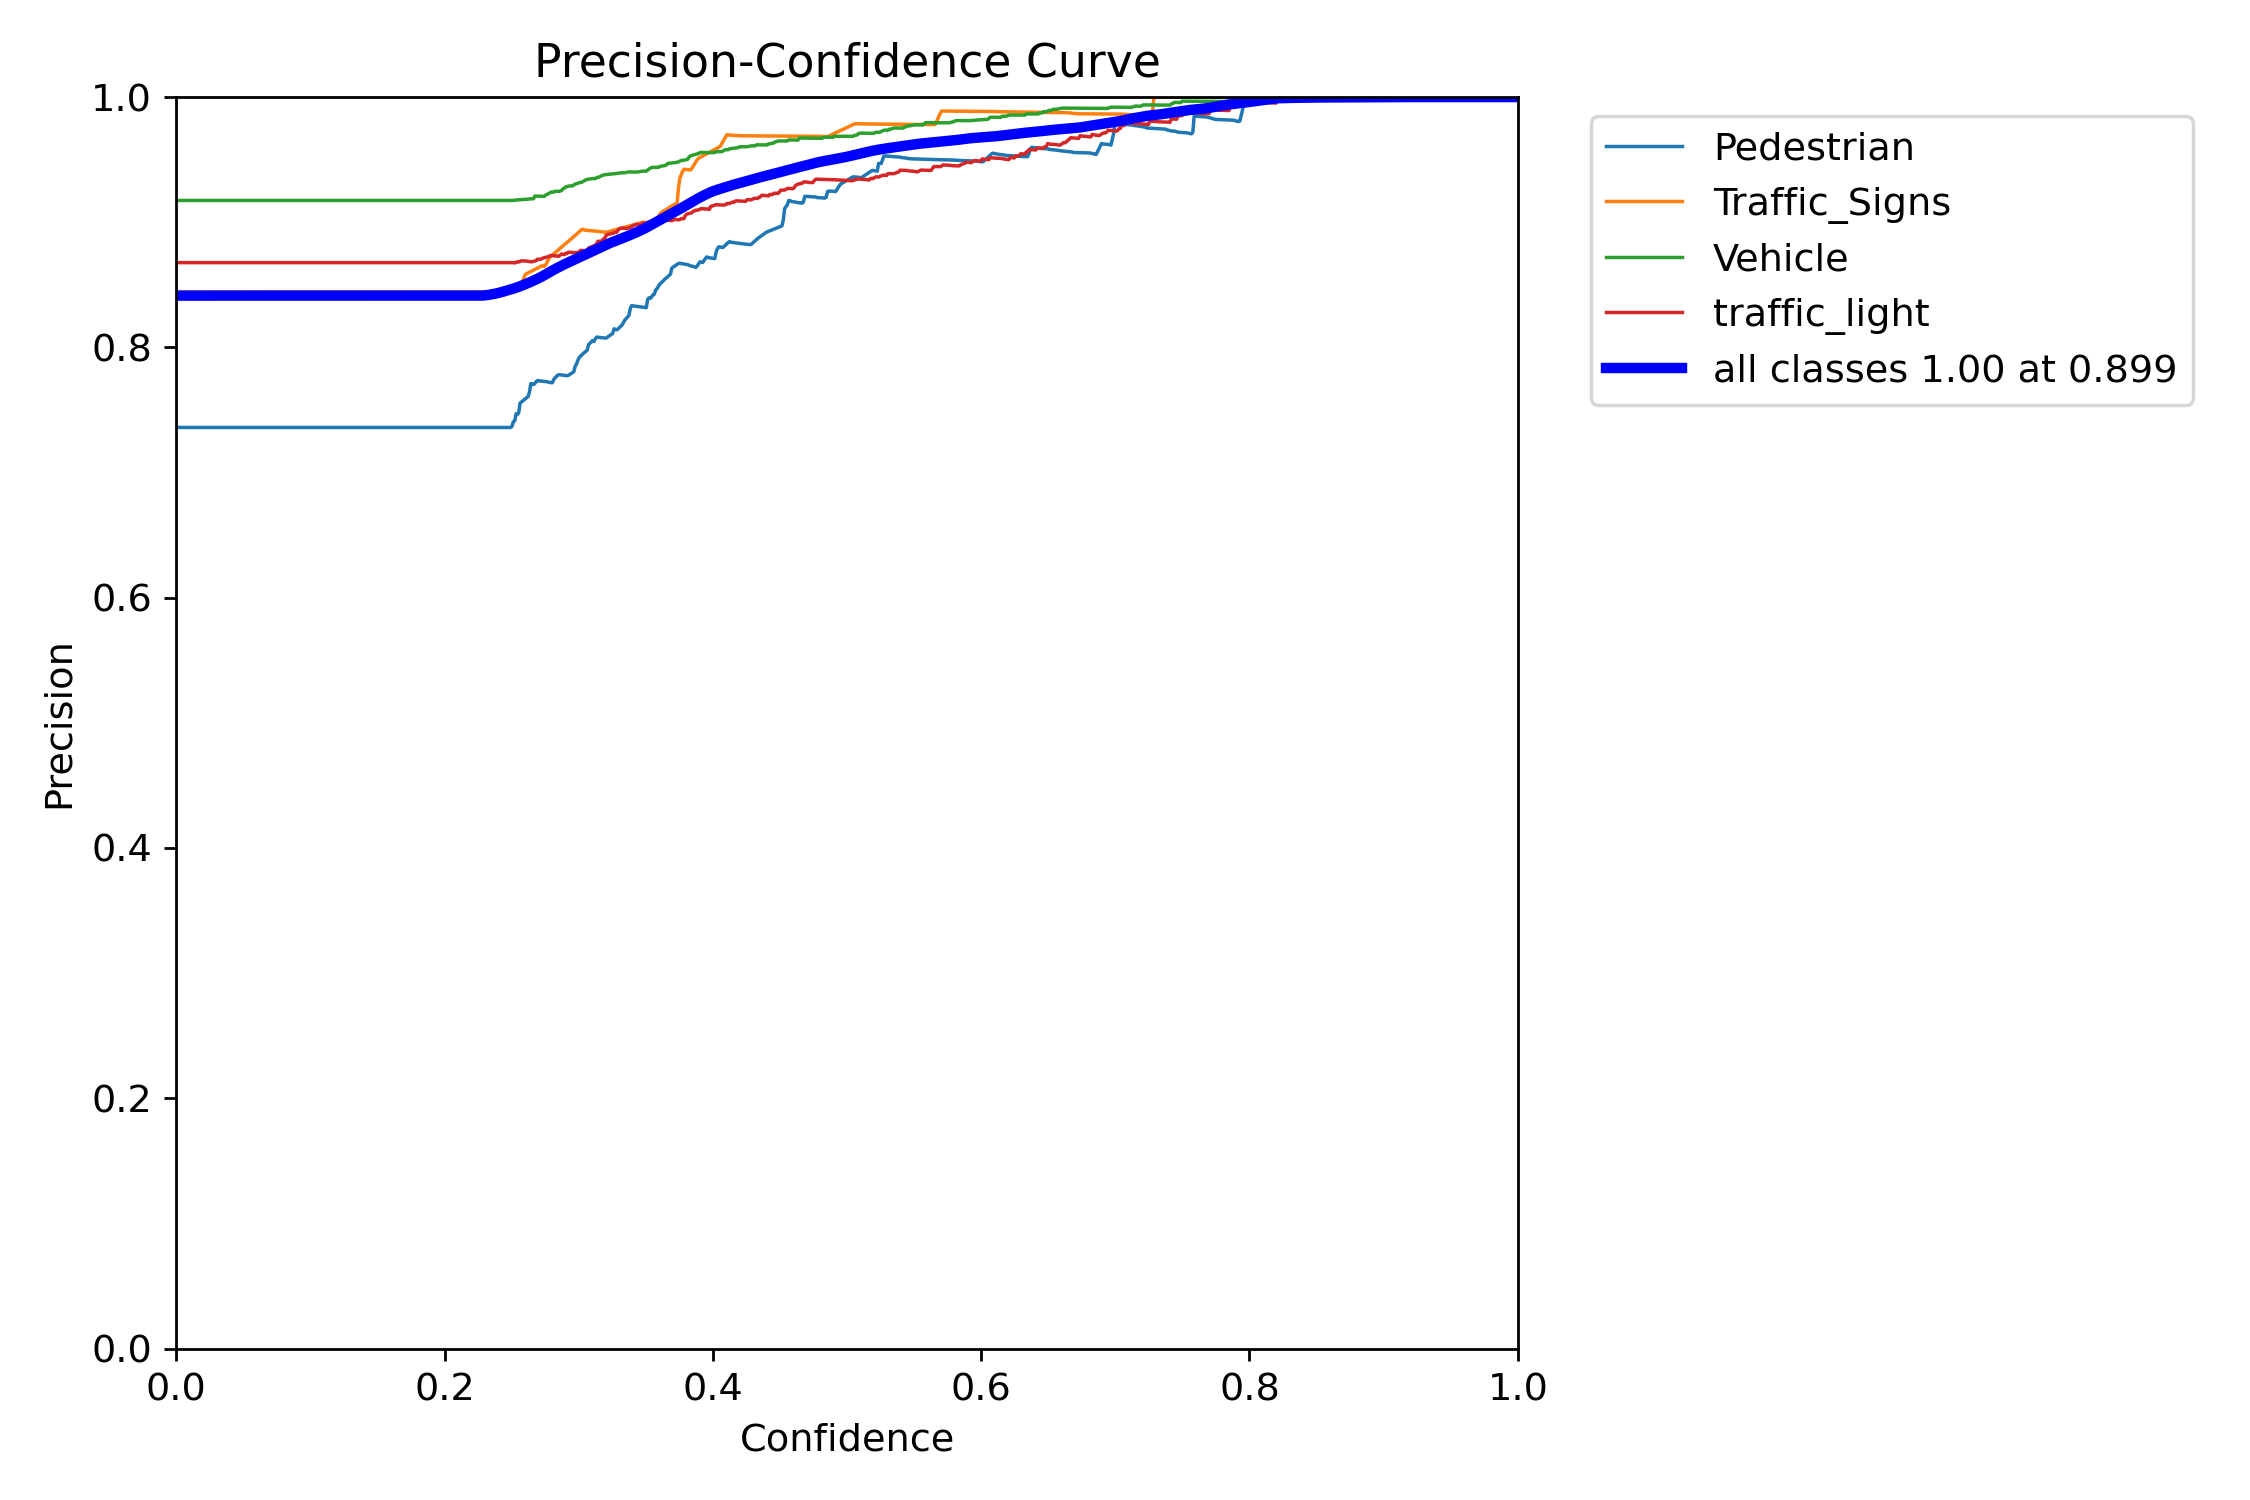 Precision-Confidence Curve
1.0
0.8
0.6
0.4
0.2
0.0
Precision
0.0 0.2 0.4 0.6 0.8 1.0
Confidence
Pedestrian
Traffic_Signs
Vehicle
traffic_light
all classes 1.00 at 0.899